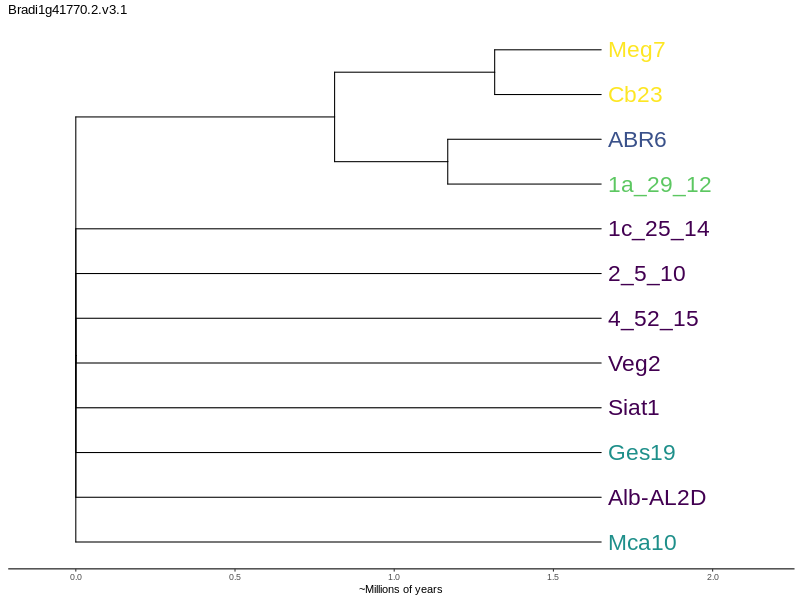 Bradi1g41770.2.v3.1
Meg7
Cb23
ABR6
1a_29_12
1c_25_14
2_5_10
4_52_15
Veg2
Siat1
Ges19
Alb-AL2D
Mca10
0.0 0.5 1.0 1.5 2.0
~Millions of years